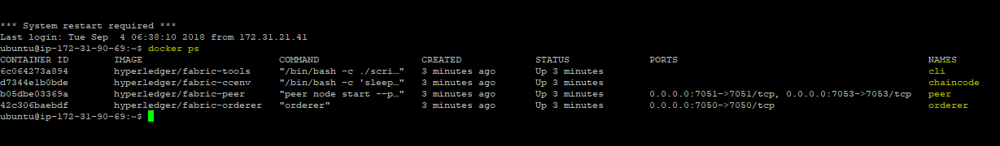 *** System restart required ***
Last login: Tue Sep  4 06:38:10 2018 from 172.31.21.41
ubuntu@ip-172-31-90-69:~$ docker ps
CONTAINER ID        IMAGE                       COMMAND                  CREATED             STATUS              PORTS                                            NAMES
6c064273a894        hyperledger/fabric-tools    "/bin/bash -c ./scri…"   3 minutes ago       Up 3 minutes                                                         cli
d7344e1b0bde        hyperledger/fabric-ccenv    "/bin/bash -c 'sleep…"   3 minutes ago       Up 3 minutes                                                         chaincode
b05dbe03369a        hyperledger/fabric-peer     "peer node start --p…"   3 minutes ago       Up 3 minutes        0.0.0.0:7051->7051/tcp, 0.0.0.0:7053->7053/tcp   peer
42c306baebdf        hyperledger/fabric-orderer  "orderer"                3 minutes ago       Up 3 minutes        0.0.0.0:7050->7050/tcp                           orderer
ubuntu@ip-172-31-90-69:~$